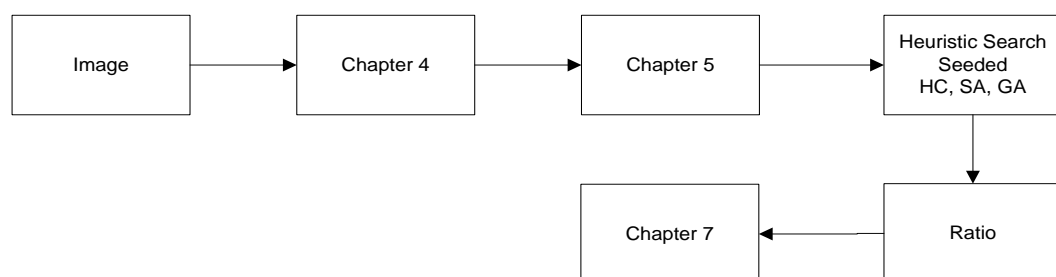 Image
Chapter 4
Chapter 5
Heuristic Search
Seeded
HC, SA, GA
Chapter 7
Ratio